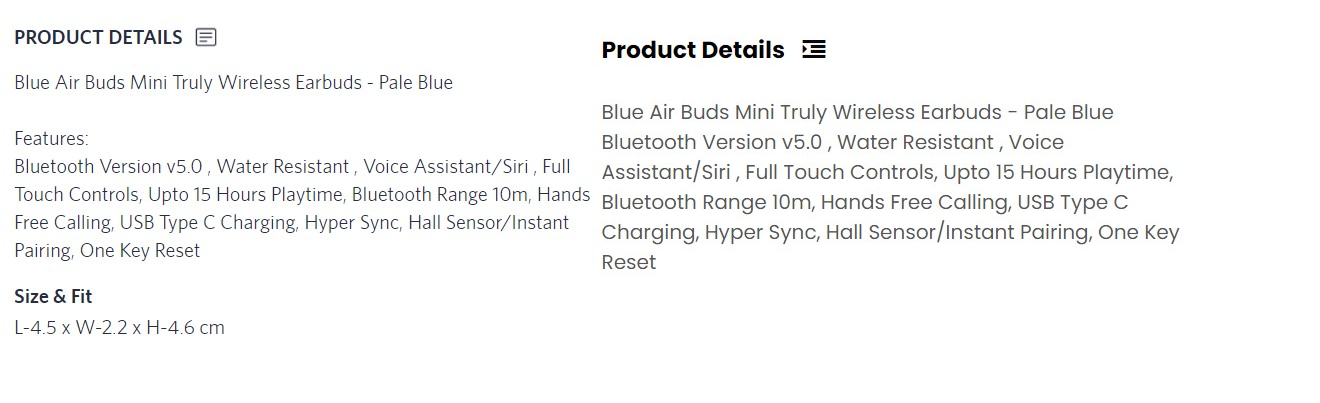 PRODUCT DETAILS
Blue Air Buds Mini Truly Wireless Earbuds - Pale Blue
Features:
Bluetooth Version v5.0 , Water Resistant , Voice Assistant/Siri , Full
Touch Controls, Upto 15 Hours Playtime, Bluetooth Range 10m, Hands
Free Calling, USB Type C Charging, Hyper Sync, Hall Sensor/Instant
Pairing, One Key Reset
Size & Fit
L-4.5 x W-2.2 x H-4.6 cm
Product Details
Blue Air Buds Mini Truly Wireless Earbuds - Pale Blue
Bluetooth Version v5.0 , Water Resistant , Voice
Assistant/Siri , Full Touch Controls, Upto 15 Hours Playtime,
Bluetooth Range 10m, Hands Free Calling, USB Type C
Charging, Hyper Sync, Hall Sensor/Instant Pairing, One Key
Reset